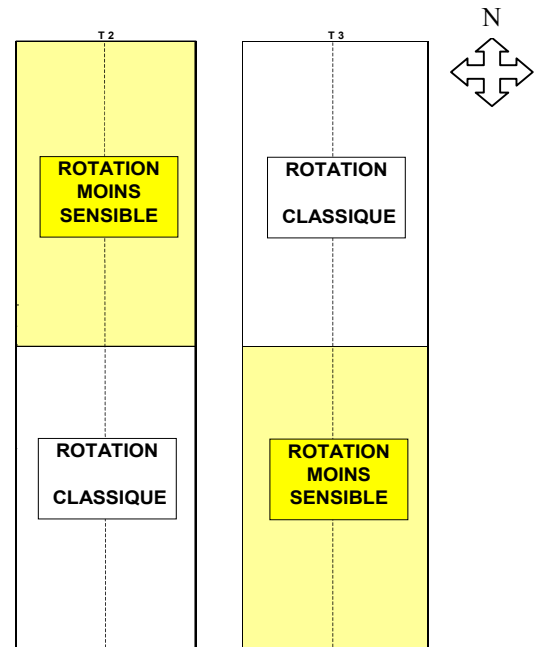 N
T 2
T 3
ROTATION
MOINS
SENSIBLE
ROTATION
CLASSIQUE
ROTATION
CLASSIQUE
ROTATION
MOINS
SENSIBLE